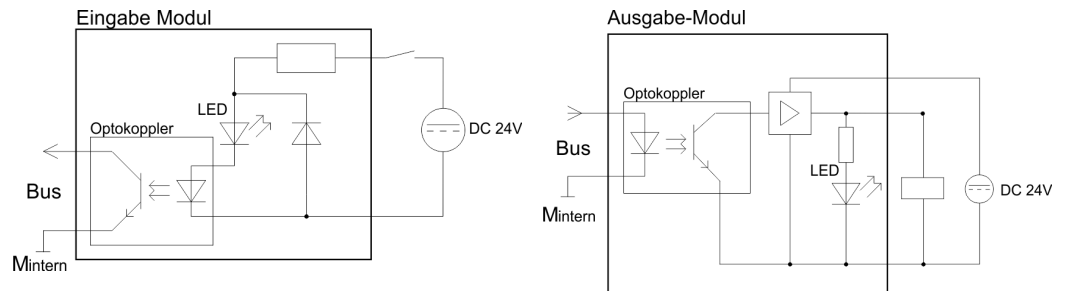 Eingabe Modul
LED
Optokoppler
DC 24V
Bus
Mintern
Ausgabe-Modul
Optokoppler
Bus
LED
DC 24V
Mintern